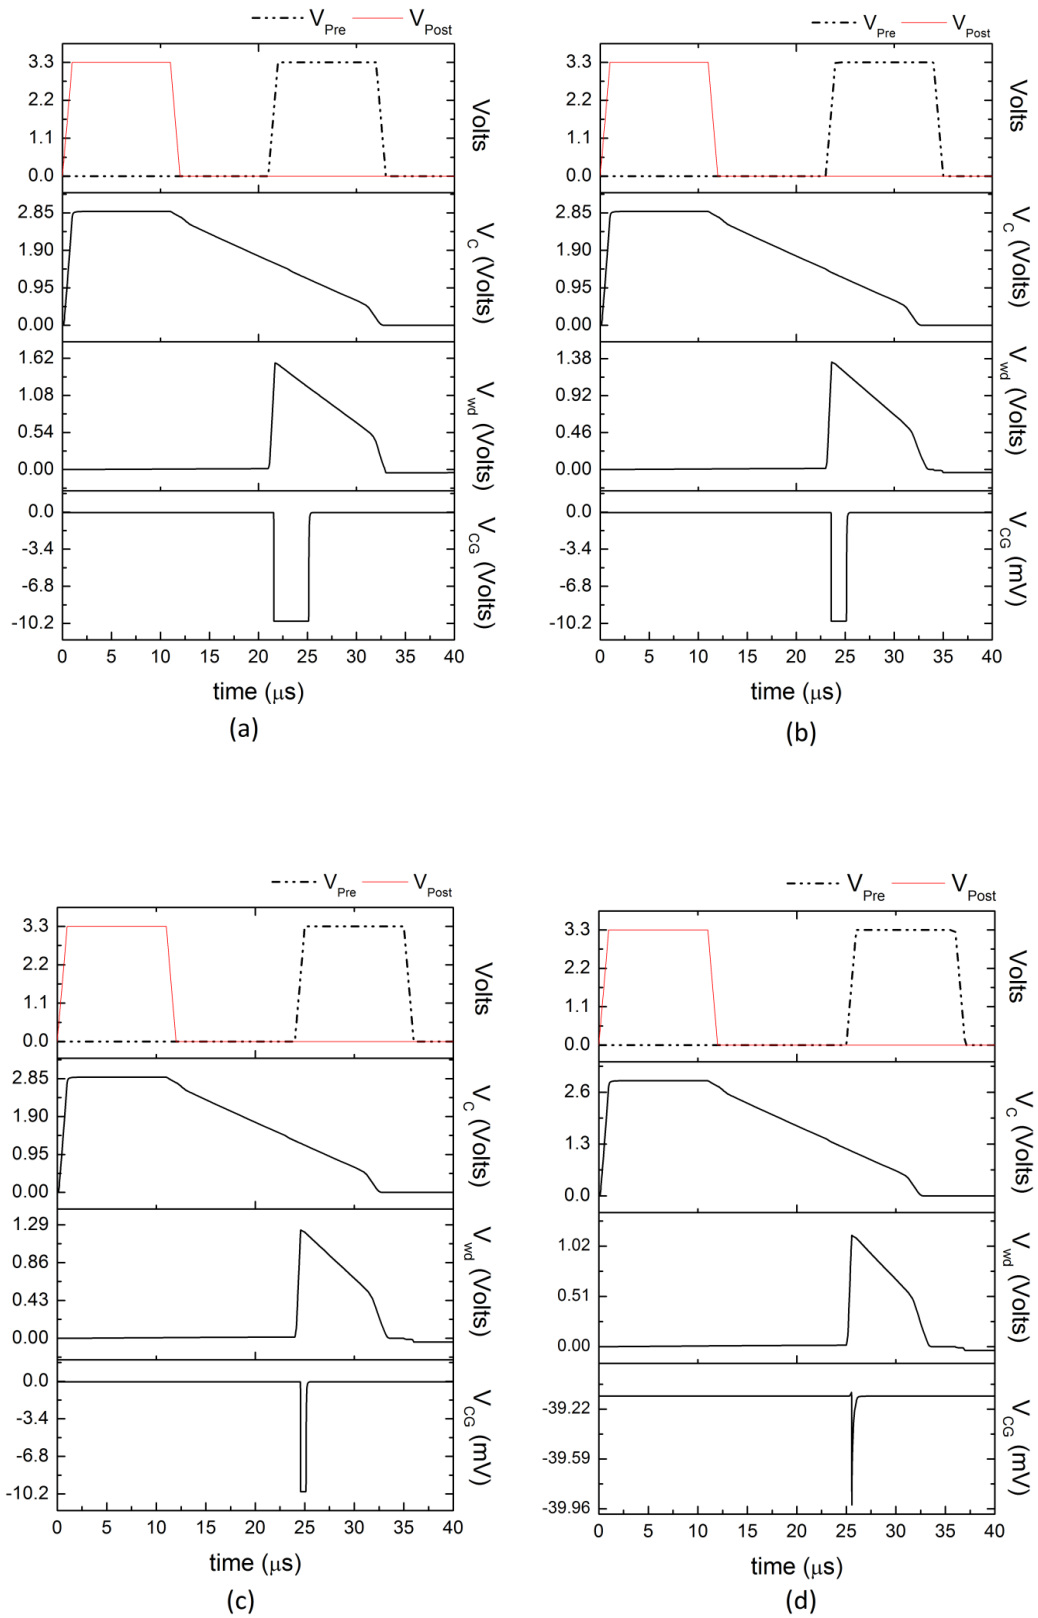 V_Pre V_Post
3.3
2.2
1.1
0.0
Volts
2.85
1.90
0.95
0.00
V_C (Volts)
1.62
1.08
0.54
0.00
V_wd (Volts)
0.0
-3.4
-6.8
-10.2
V_CG (Volts)
0 5 10 15 20 25 30 35 40
time (μs)
(a)
V_Pre V_Post
3.3
2.2
1.1
0.0
Volts
2.85
1.90
0.95
0.00
V_C (Volts)
1.38
0.92
0.46
0.00
V_wd (Volts)
0.0
-3.4
-6.8
-10.2
V_CG (mV)
0 5 10 15 20 25 30 35 40
time (μs)
(b)
V_Pre V_Post
3.3
2.2
1.1
0.0
Volts
2.85
1.90
0.95
0.00
V_C (Volts)
1.29
0.86
0.43
0.00
V_wd (Volts)
0.0
-3.4
-6.8
-10.2
V_CG (mV)
0 5 10 15 20 25 30 35 40
time (μs)
(c)
V_Pre V_Post
3.3
2.2
1.1
0.0
Volts
2.6
1.3
0.0
V_C (Volts)
1.02
0.51
0.00
V_wd (Volts)
-39.22
-39.59
-39.96
V_CG (mV)
0 5 10 15 20 25 30 35 40
time (μs)
(d)